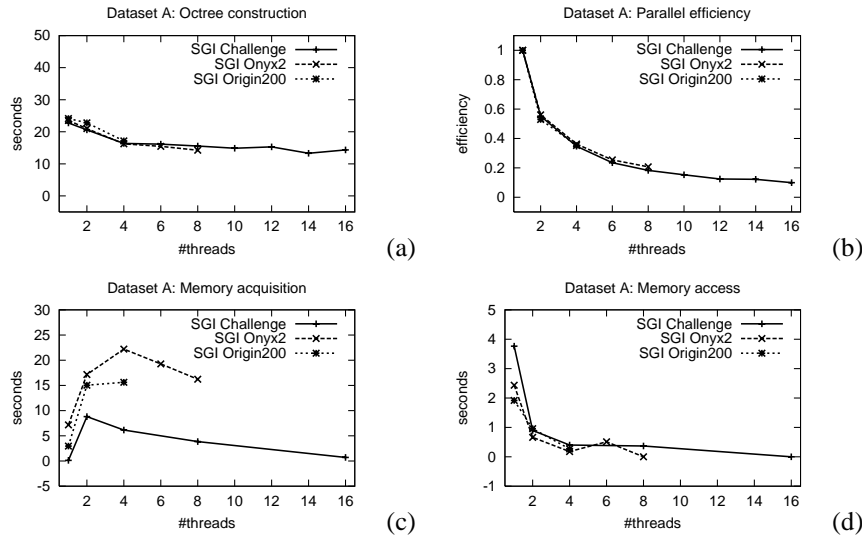 Dataset A: Octree construction
SGI Challenge
SGI Onyx2
SGI Origin200
50
40
30
20
10
0
seconds
2 4 6 8 10 12 14 16
#threads
(a)
Dataset A: Parallel efficiency
SGI Challenge
SGI Onyx2
SGI Origin200
1
0.8
0.6
0.4
0.2
0
efficiency
2 4 6 8 10 12 14 16
#threads
(b)
Dataset A: Memory acquisition
SGI Challenge
SGI Onyx2
SGI Origin200
30
25
20
15
10
5
0
-5
seconds
2 4 6 8 10 12 14 16
#threads
(c)
Dataset A: Memory access
SGI Challenge
SGI Onyx2
SGI Origin200
5
4
3
2
1
0
-1
seconds
2 4 6 8 10 12 14 16
#threads
(d)